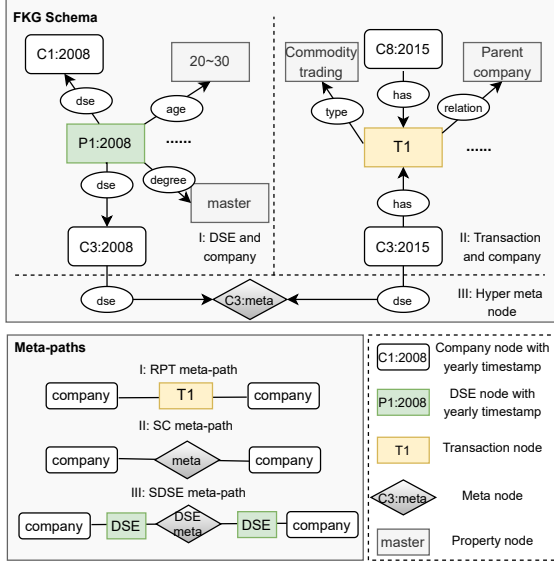 FKG Schema
C1:2008
20~30
dse
age
P1:2008
......
dse
degree
master
C3:2008
I: DSE and
company
Commodity
trading
C8:2015
Parent
company
type
has
relation
T1
......
has
C3:2015
II: Transaction
and company
dse
C3:meta
dse
III: Hyper meta
node
Meta-paths
I: RPT meta-path
company
T1
company
II: SC meta-path
company
meta
company
III: SDSE meta-path
company
DSE
DSE
meta
DSE
company
C1:2008
Company node with
yearly timestamp
P1:2008
DSE node with
yearly timestamp
T1
Transaction node
C3:meta
Meta node
master
Property node